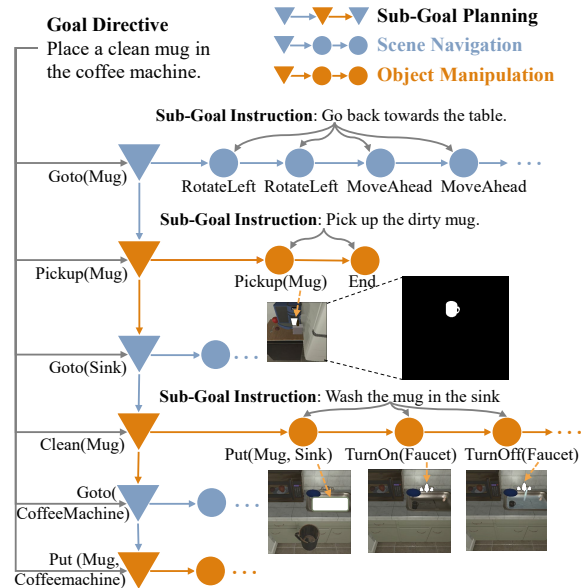 Goal Directive
Place a clean mug in
the coffee machine.
Sub-Goal Planning
Scene Navigation
Object Manipulation
Sub-Goal Instruction: Go back towards the table.
Goto(Mug)
RotateLeft RotateLeft MoveAhead MoveAhead
Sub-Goal Instruction: Pick up the dirty mug.
Pickup(Mug)
Pickup(Mug) End
Goto(Sink)
Sub-Goal Instruction: Wash the mug in the sink
Clean(Mug)
Put(Mug, Sink) TurnOn(Faucet) TurnOff(Faucet)
Goto(
CoffeeMachine)
Put (Mug,
Coffeemachine)